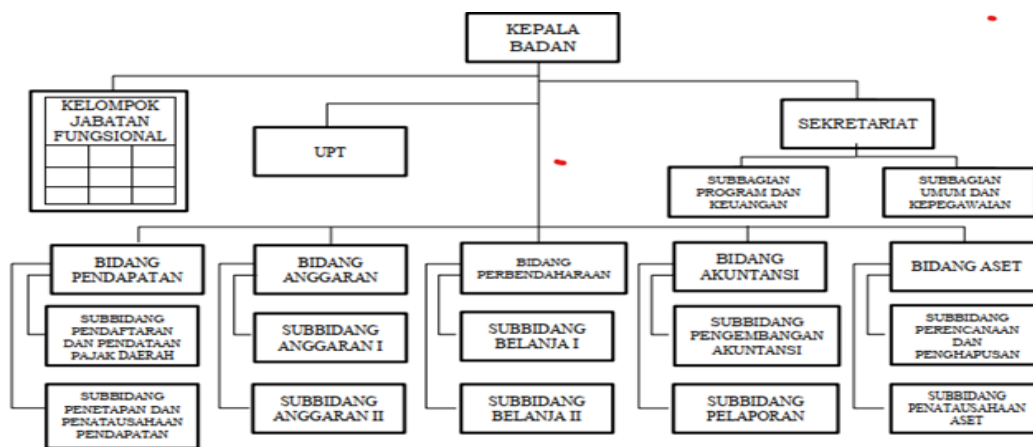 KEPALA
BADAN
KELOMPOK
JABATAN
FUNGSIONAL
UPT
SEKRETARIAT
SUBBAGIAN
PROGRAM DAN
KEUANGAN
SUBBAGIAN
UMUM DAN
KEPEGAWAIAN
BIDANG
PENDAPATAN
BIDANG
ANGGARAN
BIDANG
PERBENDAHARAAN
BIDANG
AKUNTANSI
BIDANG ASET
SUBBIDANG
PENDAFTARAN
DAN PENDATAAN
PAJAK DAERAH
SUBBIDANG
ANGGARAN I
SUBBIDANG
BELANJA I
SUBBIDANG
PENGEMBANGAN
AKUNTANSI
SUBBIDANG
PERENCANAAN
DAN
PENGHAPUSAN
SUBBIDANG
PENETAPAN DAN
PENATAUSAHAAN
PENDAPATAN
SUBBIDANG
ANGGARAN II
SUBBIDANG
BELANJA II
SUBBIDANG
PELAPORAN
SUBBIDANG
PENATAUSAHAAN
ASET